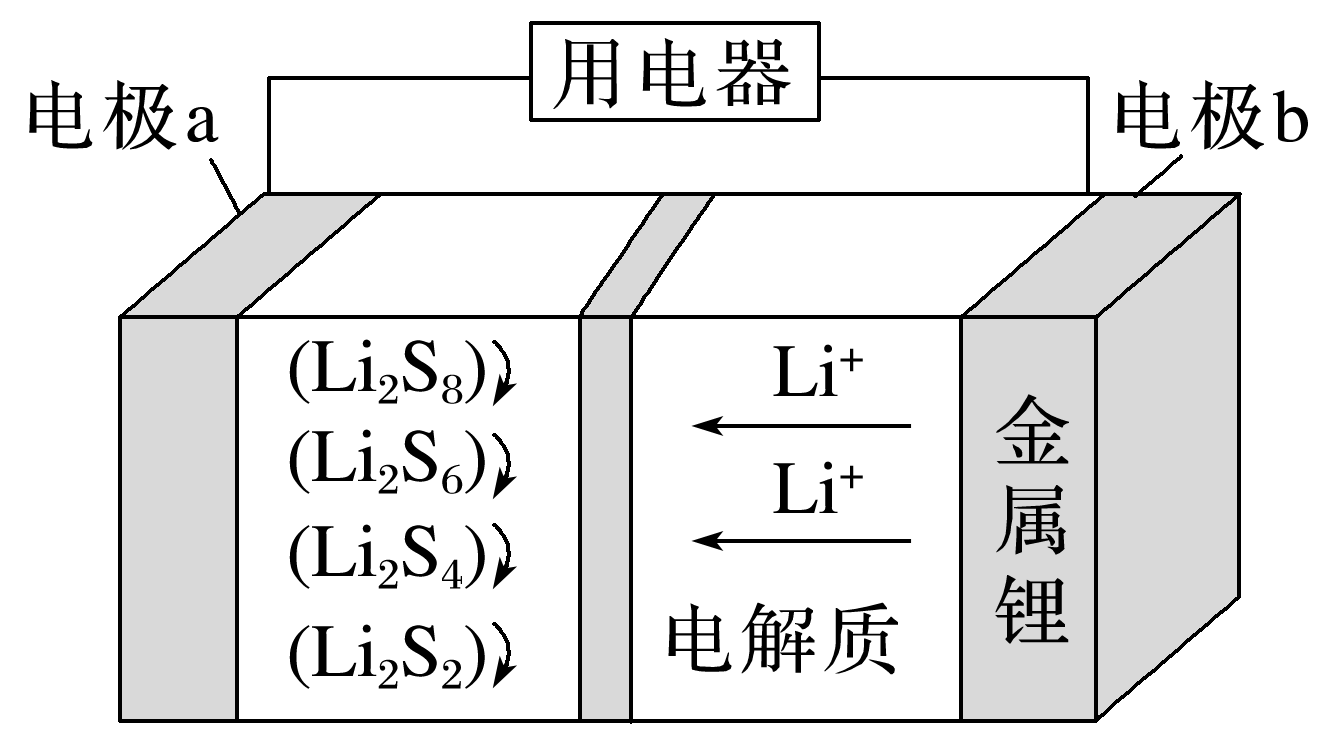 用电器
电极a
电极b
(Li₂S₈)
(Li₂S₆)
(Li₂S₄)
(Li₂S₂)
Li⁺
Li⁺
电解质
金属锂